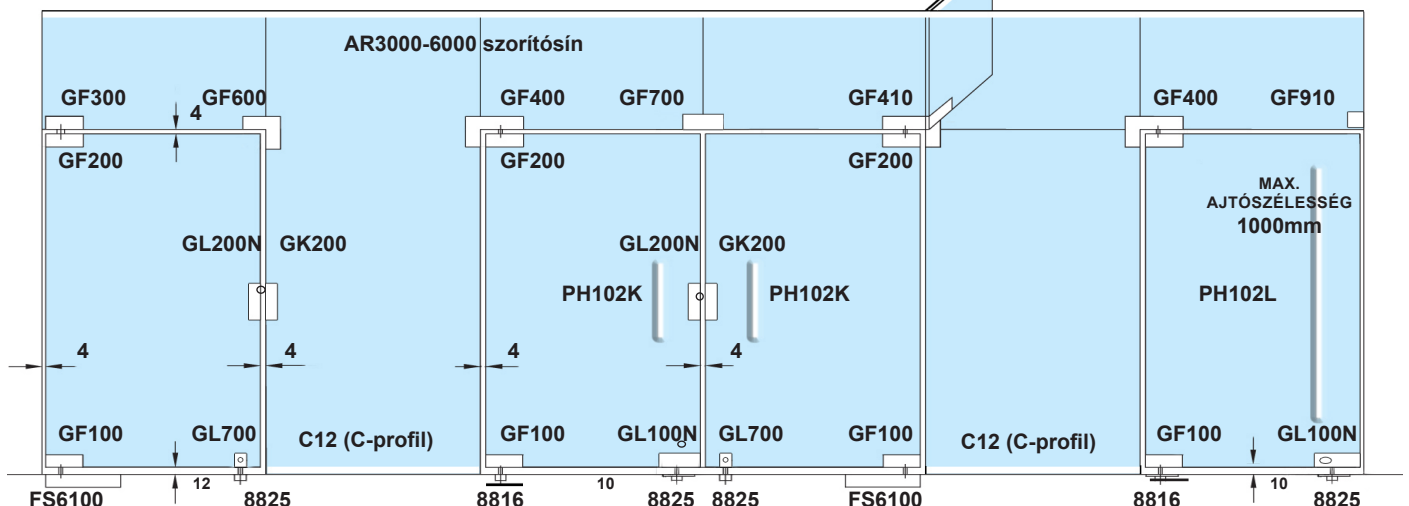 AR3000-6000 szorítósín
GF300 GF600 GF400 GF700 GF410 GF400 GF910
4
GF200 GF200 GF200
MAX.
AJTÓSZÉLESSÉG
1000mm
GL200N GK200 GL200N GK200
PH102K PH102K PH102L
4 4 4 4
GF100 GL700 C12 (C-profil) GF100 GL100N GL700 GF100 C12 (C-profil) GF100 GL100N
12 10 10
FS6100 8825 8816 8825 8825 FS6100 8816 8825